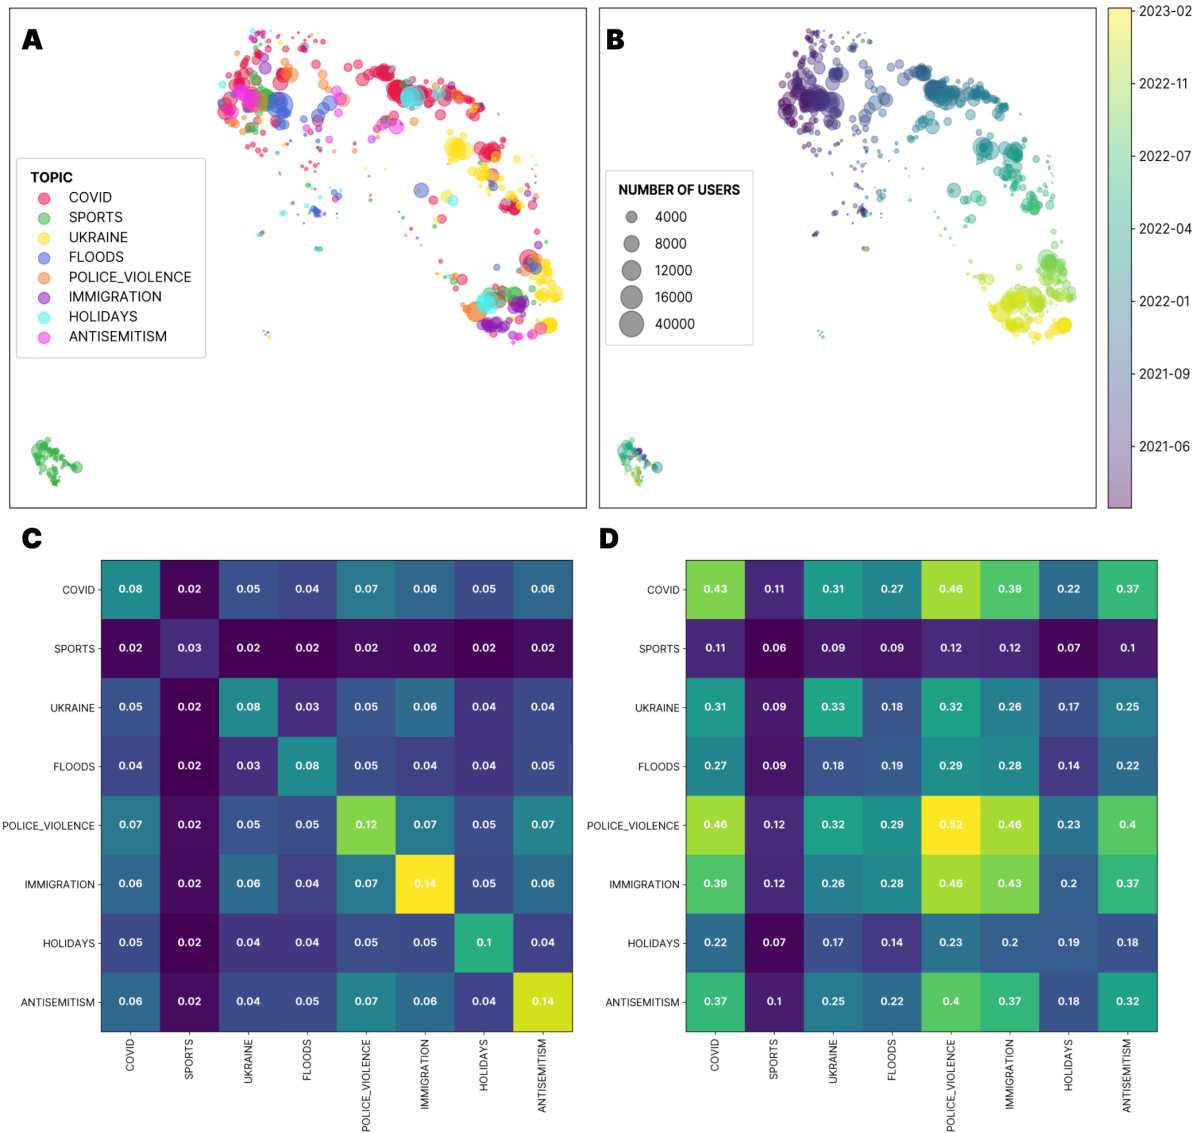 A
B
TOPIC
COVID
SPORTS
UKRAINE
FLOODS
POLICE_VIOLENCE
IMMIGRATION
HOLIDAYS
ANTISEMITISM
NUMBER OF USERS
4000
8000
12000
16000
40000
2023-02
2022-11
2022-07
2022-04
2022-01
2021-09
2021-06
C
COVID 0.08 0.02 0.05 0.04 0.07 0.06 0.05 0.06
SPORTS 0.02 0.03 0.02 0.02 0.02 0.02 0.02 0.02
UKRAINE 0.05 0.02 0.08 0.03 0.05 0.06 0.04 0.04
FLOODS 0.04 0.02 0.03 0.08 0.05 0.04 0.04 0.05
POLICE_VIOLENCE 0.07 0.02 0.05 0.05 0.12 0.07 0.05 0.07
IMMIGRATION 0.06 0.02 0.06 0.04 0.07 0.14 0.05 0.06
HOLIDAYS 0.05 0.02 0.04 0.04 0.05 0.05 0.1 0.04
ANTISEMITISM 0.06 0.02 0.04 0.05 0.07 0.06 0.04 0.14
COVID SPORTS UKRAINE FLOODS POLICE_VIOLENCE IMMIGRATION HOLIDAYS ANTISEMITISM
D
COVID 0.43 0.11 0.31 0.27 0.46 0.39 0.22 0.37
SPORTS 0.11 0.06 0.09 0.09 0.12 0.12 0.07 0.1
UKRAINE 0.31 0.09 0.33 0.18 0.32 0.26 0.17 0.25
FLOODS 0.27 0.09 0.18 0.19 0.29 0.28 0.14 0.22
POLICE_VIOLENCE 0.46 0.12 0.32 0.29 0.52 0.46 0.23 0.4
IMMIGRATION 0.39 0.12 0.26 0.28 0.46 0.43 0.2 0.37
HOLIDAYS 0.22 0.07 0.17 0.14 0.23 0.2 0.19 0.18
ANTISEMITISM 0.37 0.1 0.25 0.22 0.4 0.37 0.18 0.32
COVID SPORTS UKRAINE FLOODS POLICE_VIOLENCE IMMIGRATION HOLIDAYS ANTISEMITISM